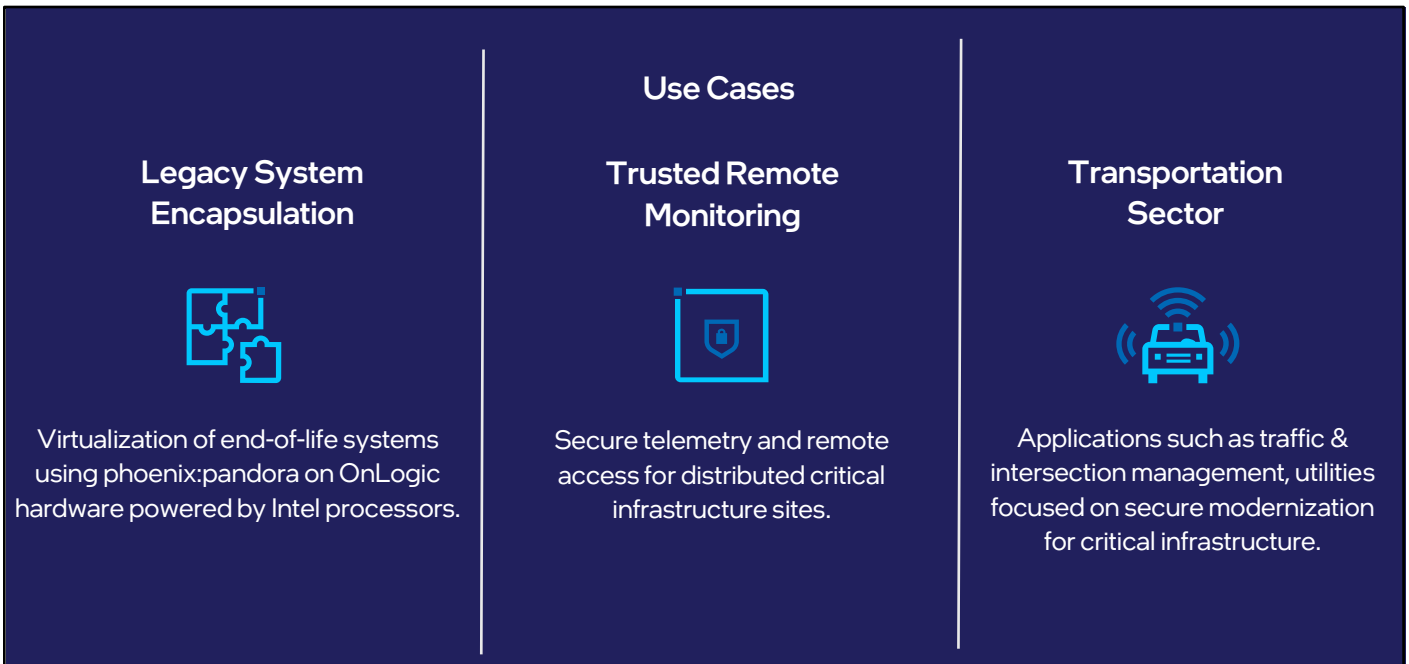 Use Cases
Legacy System
Encapsulation
Virtualization of end-of-life systems
using phoenix:pandora on OnLogic
hardware powered by Intel processors.
Trusted Remote
Monitoring
Secure telemetry and remote
access for distributed critical
infrastructure sites.
Transportation
Sector
Applications such as traffic &
intersection management, utilities
focused on secure modernization
for critical infrastructure.